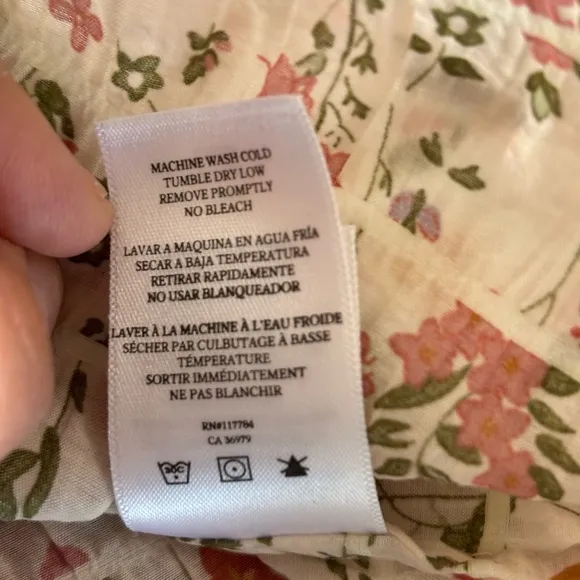 MACHINE WASH COLD
TUMBLE DRY LOW
REMOVE PROMPTLY
NO BLEACH
LAVAR A MAQUINA EN AGUA FRÍA
SECAR A BAJA TEMPERATURA
RETIRAR RAPIDAMENTE
NO USAR BLANQUEADOR
LAVER À LA MACHINE À L'EAU FROIDE
SÉCHER PAR CULBUTAGE À BASSE
TÉMPÉRATURE
SORTIR IMMÉDIATEMENT
NE PAS BLANCHIR
RN#117784
CA 36979
30C